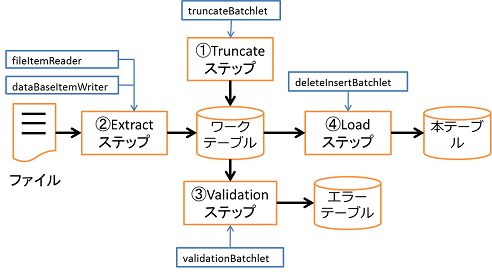 truncateBatchlet
①Truncate
ステップ
fileItemReader
dataBaseItemWriter
deleteInsertBatchlet
②Extract
ステップ
ワーク
テーブル
④Load
ステップ
本テーブ
ル
ファイル
③Validation
ステップ
エラー
テーブル
validationBatchlet